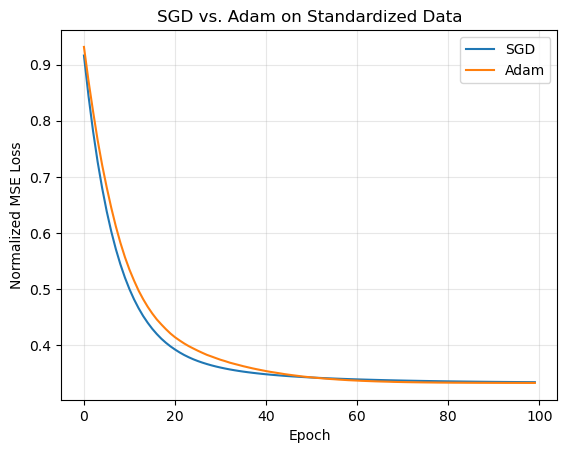 SGD vs. Adam on Standardized Data
SGD
Adam
Normalized MSE Loss
0.9
0.8
0.7
0.6
0.5
0.4
0 20 40 60 80 100
Epoch